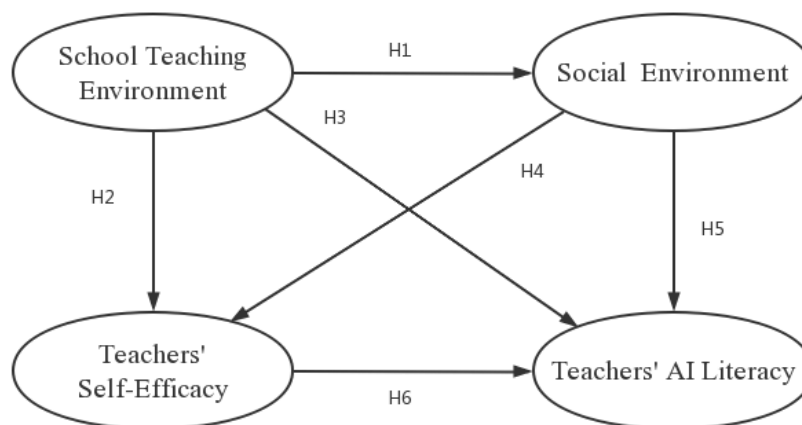 School Teaching
Environment
H1
Social Environment
H3
H4
H2
H5
Teachers'
Self-Efficacy
H6
Teachers' AI Literacy